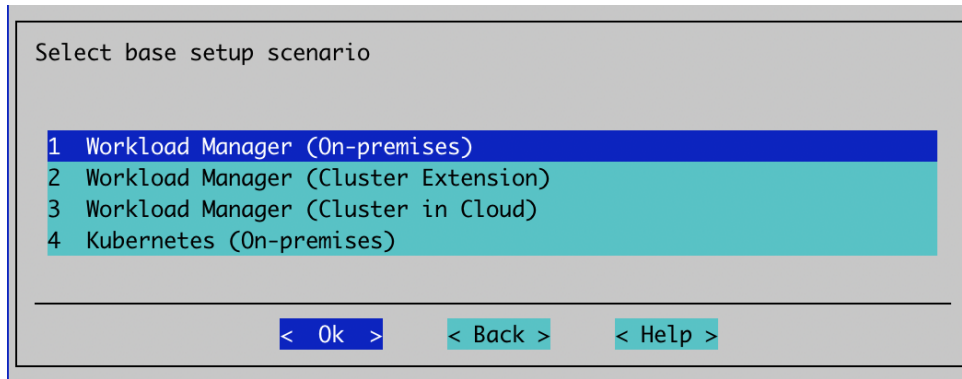 Select base setup scenario
1 Workload Manager (On-premises)
2 Workload Manager (Cluster Extension)
3 Workload Manager (Cluster in Cloud)
4 Kubernetes (On-premises)
< Ok > < Back > < Help >